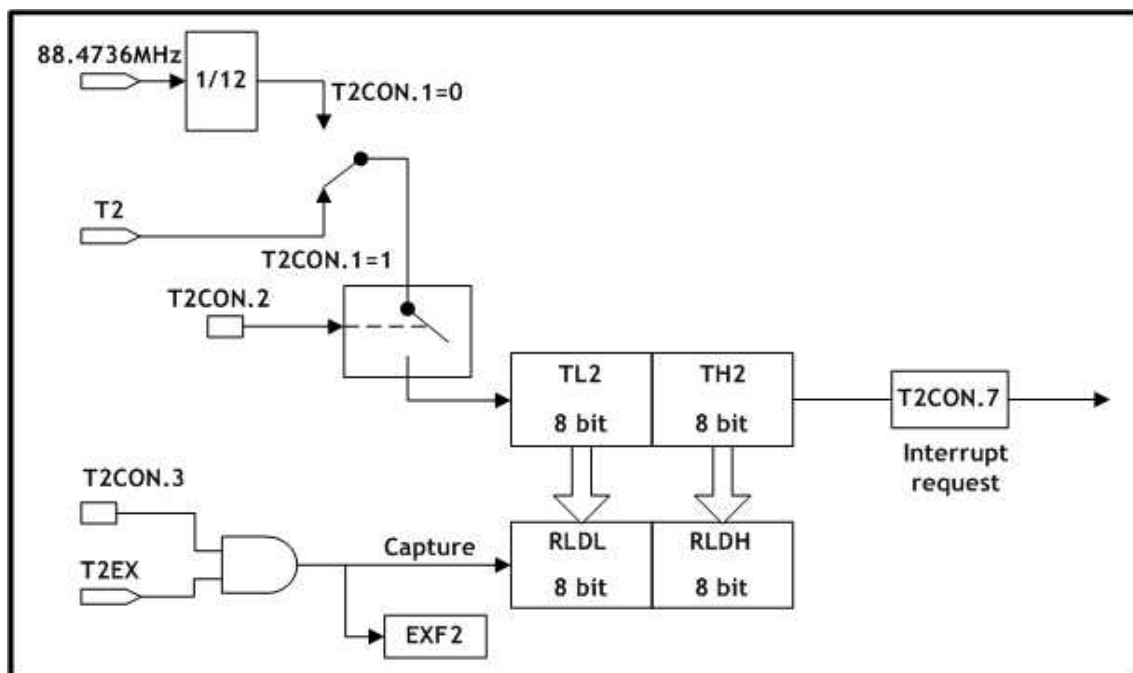 88.4736MHz
1/12
T2CON.1=0
T2
T2CON.1=1
T2CON.2
TL2
8 bit
TH2
8 bit
T2CON.7
Interrupt
request
T2CON.3
T2EX
Capture
RLDL
8 bit
RLDH
8 bit
EXF2